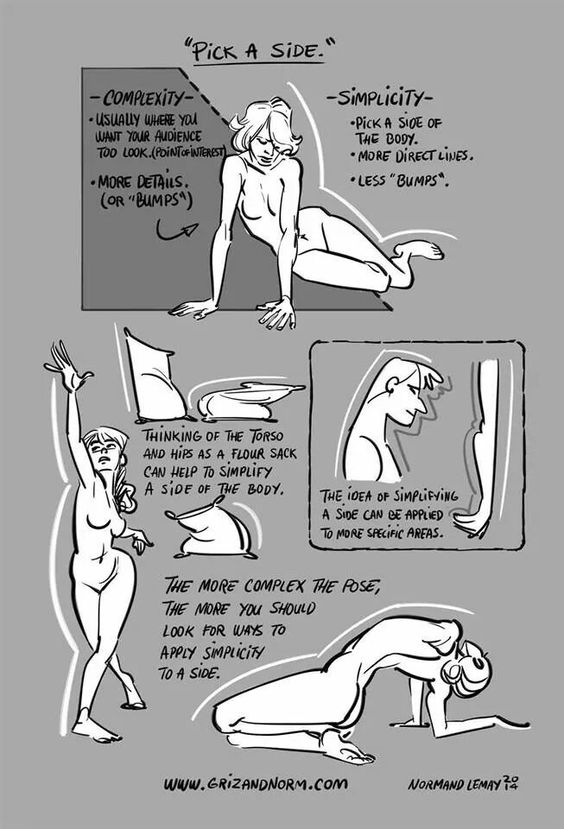 "PICK A SIDE."
-COMPLEXITY-
• USUALLY WHERE YOU
WANT YOUR AUDIENCE
TOO LOOK. (POINT OF INTEREST)
• MORE DETAILS.
(OR "BUMPS")
-SIMPLICITY-
• PICK A SIDE OF
THE BODY.
• MORE DIRECT LINES.
• LESS "BUMPS".
THINKING OF THE TORSO
AND HIPS AS A FLOUR SACK
CAN HELP TO SIMPLIFY
A SIDE OF THE BODY.
THE IDEA OF SIMPLIFYING
A SIDE CAN BE APPLIED
TO MORE SPECIFIC AREAS.
THE MORE COMPLEX THE POSE,
THE MORE YOU SHOULD
LOOK FOR WAYS TO
APPLY SIMPLICITY
TO A SIDE.
WWW.GRIZANDNORM.COM
NORMAND LEMAY 2014